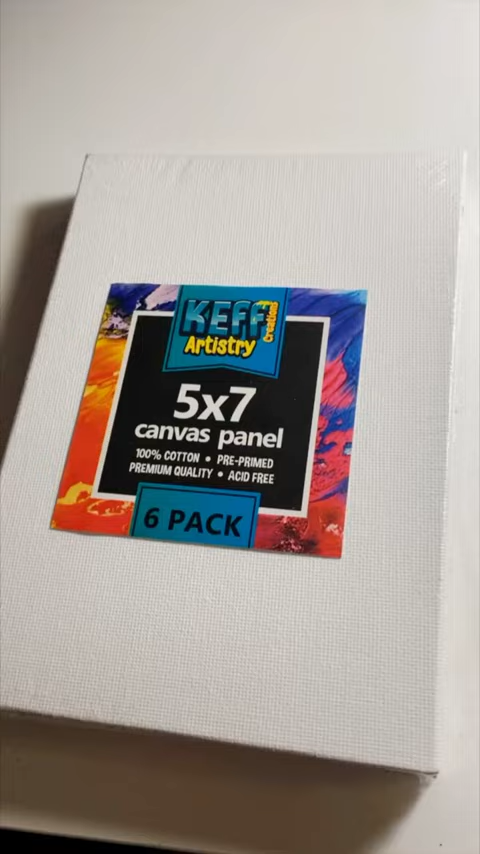 KEFF
Creations
Artistry
5x7
canvas panel
100% COTTON • PRE-PRIMED
PREMIUM QUALITY • ACID FREE
6 PACK